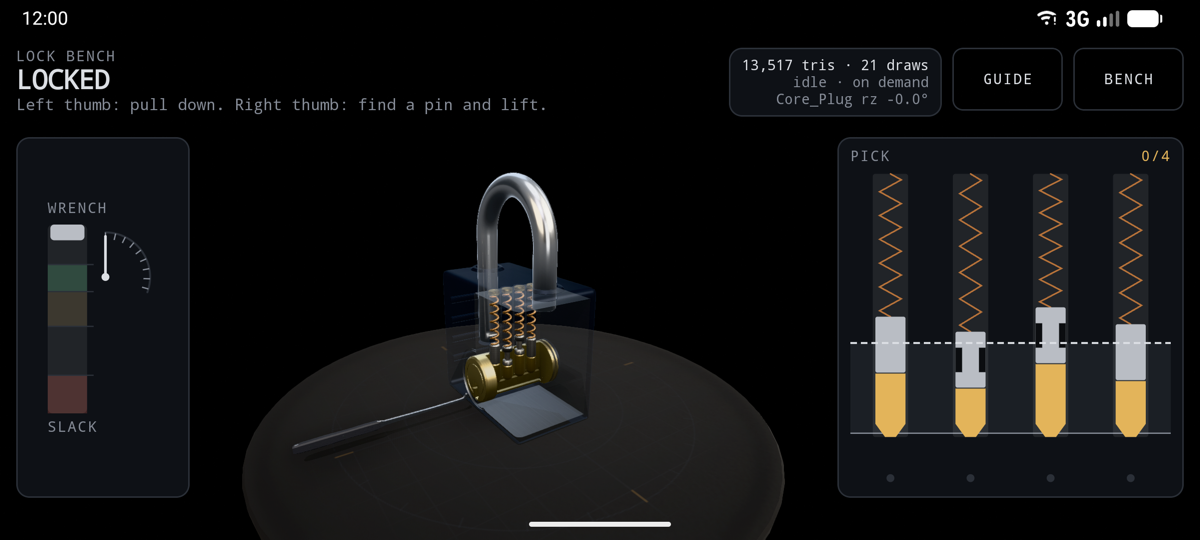 12:00
3G
LOCK BENCH
LOCKED
Left thumb: pull down. Right thumb: find a pin and lift.
13,517 tris · 21 draws
idle · on demand
Core_Plug rz -0.0°
GUIDE
BENCH
WRENCH
SLACK
PICK
0/4